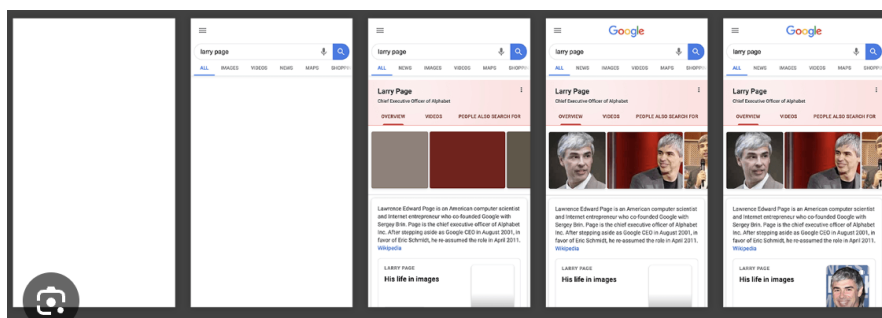 larry page
ALL IMAGES VIDEOS NEWS MAPS SHOPPIN
larry page
ALL NEWS IMAGES VIDEOS MAPS SHOPPIN
Larry Page
Chief Executive Officer of Alphabet
OVERVIEW VIDEOS PEOPLE ALSO SEARCH FOR
Lawrence Edward Page is an American computer scientist
and Internet entrepreneur who co-founded Google with
Sergey Brin. Page is the chief executive officer of Alphabet
Inc. After stepping aside as Google CEO in August 2001, in
favor of Eric Schmidt, he re-assumed the role in April 2011.
Wikipedia
LARRY PAGE
His life in images
Google
larry page
ALL NEWS IMAGES VIDEOS MAPS SHOPPIN
Larry Page
Chief Executive Officer of Alphabet
OVERVIEW VIDEOS PEOPLE ALSO SEARCH FOR
Lawrence Edward Page is an American computer scientist
and Internet entrepreneur who co-founded Google with
Sergey Brin. Page is the chief executive officer of Alphabet
Inc. After stepping aside as Google CEO in August 2001, in
favor of Eric Schmidt, he re-assumed the role in April 2011.
Wikipedia
LARRY PAGE
His life in images
Google
larry page
ALL NEWS IMAGES VIDEOS MAPS SHOPPIN
Larry Page
Chief Executive Officer of Alphabet
OVERVIEW VIDEOS PEOPLE ALSO SEARCH FOR
Lawrence Edward Page is an American computer scientist
and Internet entrepreneur who co-founded Google with
Sergey Brin. Page is the chief executive officer of Alphabet
Inc. After stepping aside as Google CEO in August 2001, in
favor of Eric Schmidt, he re-assumed the role in April 2011.
Wikipedia
LARRY PAGE
His life in images